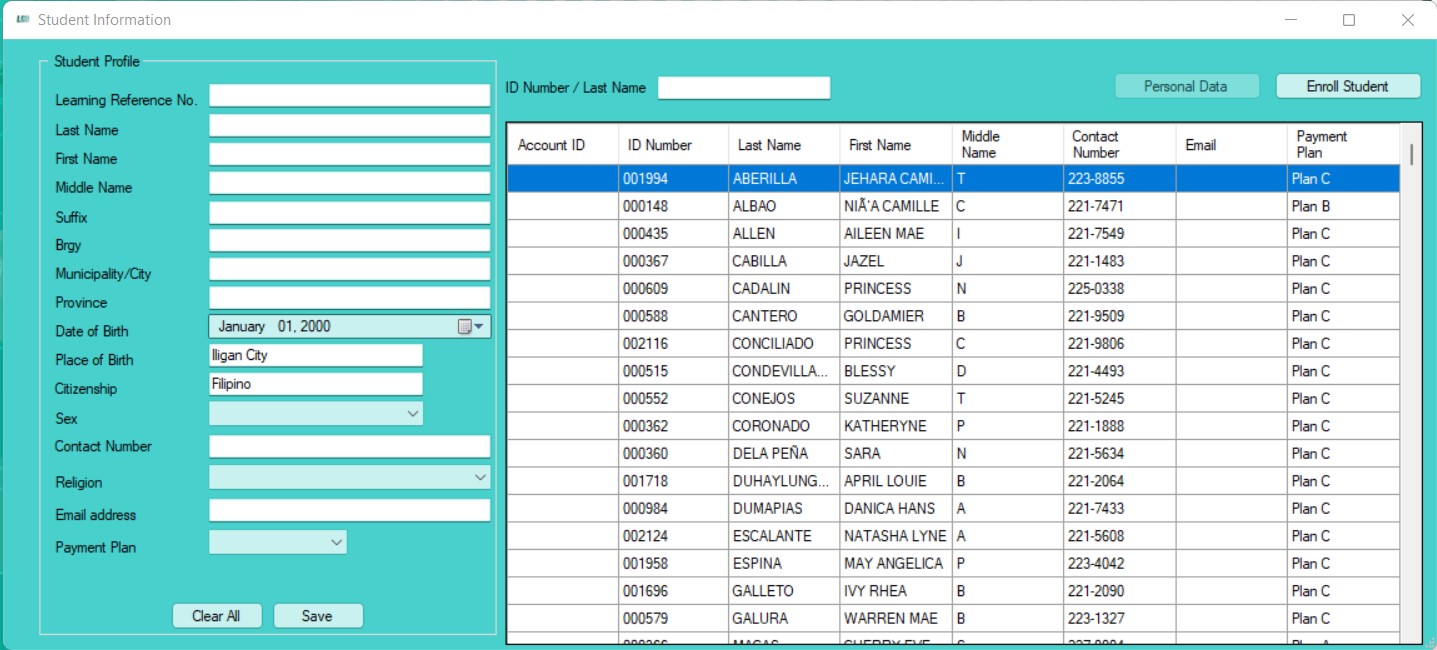 Student Information
Student Profile
Learning Reference No.
Last Name
First Name
Middle Name
Suffix
Brgy
Municipality/City
Province
Date of Birth January 01, 2000
Place of Birth Iligan City
Citizenship Filipino
Sex
Contact Number
Religion
Email address
Payment Plan
Clear All Save
ID Number / Last Name Personal Data Enroll Student
Account ID ID Number Last Name First Name Middle Name Contact Number Email Payment Plan
001994 ABERILLA JEHARA CAMI... T 223-8855 Plan C
000148 ALBAO NIÃ'A CAMILLE C 221-7471 Plan B
000435 ALLEN AILEEN MAE I 221-7549 Plan C
000367 CABILLA JAZEL J 221-1483 Plan C
000609 CADALIN PRINCESS N 225-0338 Plan C
000588 CANTERO GOLDAMIER B 221-9509 Plan C
002116 CONCILIADO PRINCESS C 221-9806 Plan C
000515 CONDEVILLA... BLESSY D 221-4493 Plan C
000552 CONEJOS SUZANNE T 221-5245 Plan C
000362 CORONADO KATHERYNE P 221-1888 Plan C
000360 DELA PEÑA SARA N 221-5634 Plan C
001718 DUHAYLUNG... APRIL LOUIE B 221-2064 Plan C
000984 DUMAPIAS DANICA HANS A 221-7433 Plan C
002124 ESCALANTE NATASHA LYNE A 221-5608 Plan C
001958 ESPINA MAY ANGELICA P 223-4042 Plan C
001696 GALLETO IVY RHEA B 221-2090 Plan C
000579 GALURA WARREN MAE B 223-1327 Plan C